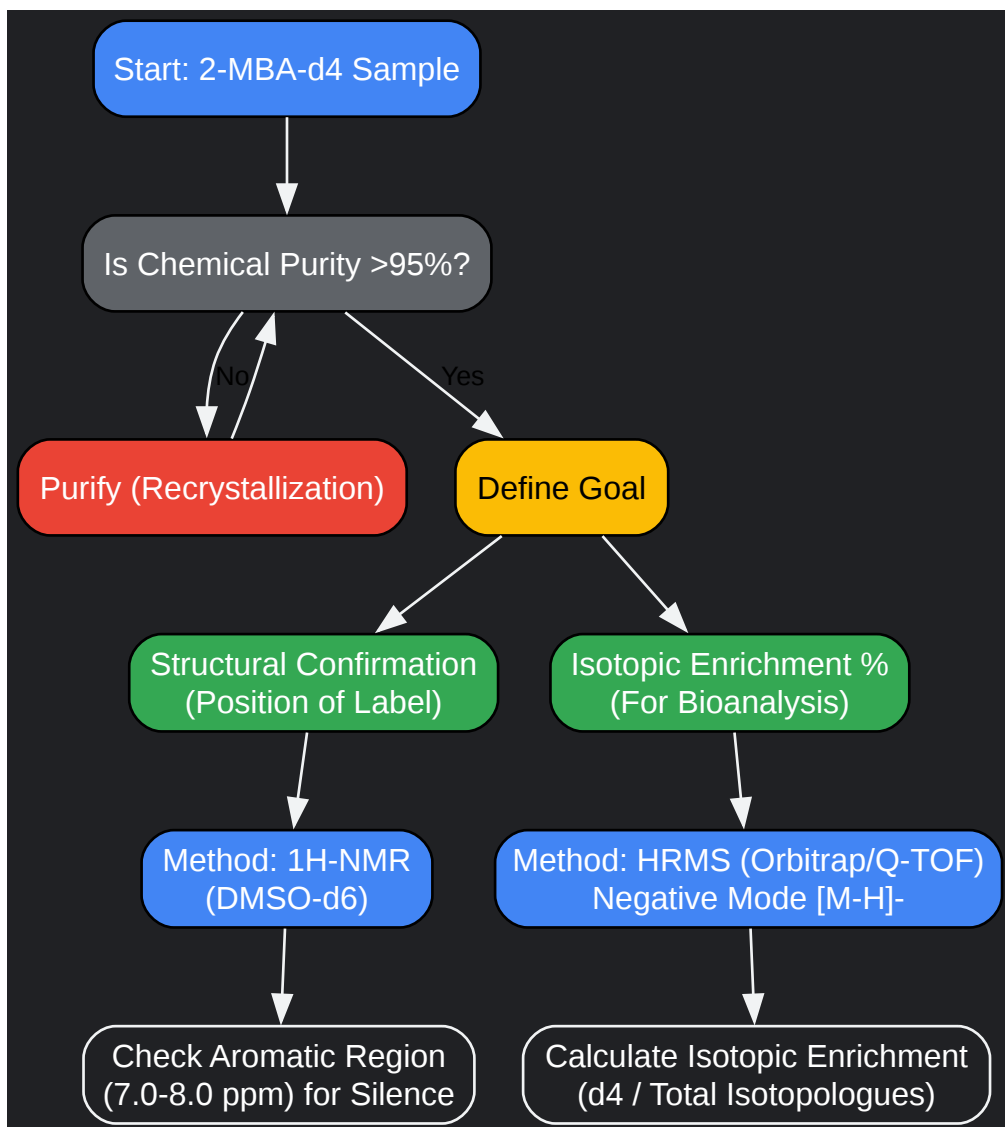 Start: 2-MBA-d4 Sample
Is Chemical Purity >95%?
No
Yes
Purify (Recrystallization)
Define Goal
Structural Confirmation
(Position of Label)
Isotopic Enrichment %
(For Bioanalysis)
Method: 1H-NMR
(DMSO-d6)
Method: HRMS (Orbitrap/Q-TOF)
Negative Mode [M-H]-
Check Aromatic Region
(7.0-8.0 ppm) for Silence
Calculate Isotopic Enrichment
(d4 / Total Isotopologues)